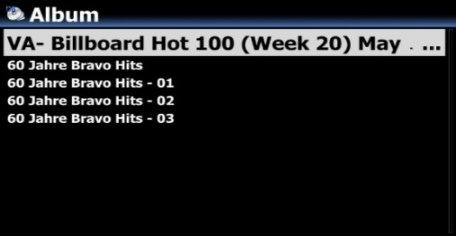 Album
VA- Billboard Hot 100 (Week 20) May . ...
60 Jahre Bravo Hits
60 Jahre Bravo Hits - 01
60 Jahre Bravo Hits - 02
60 Jahre Bravo Hits - 03